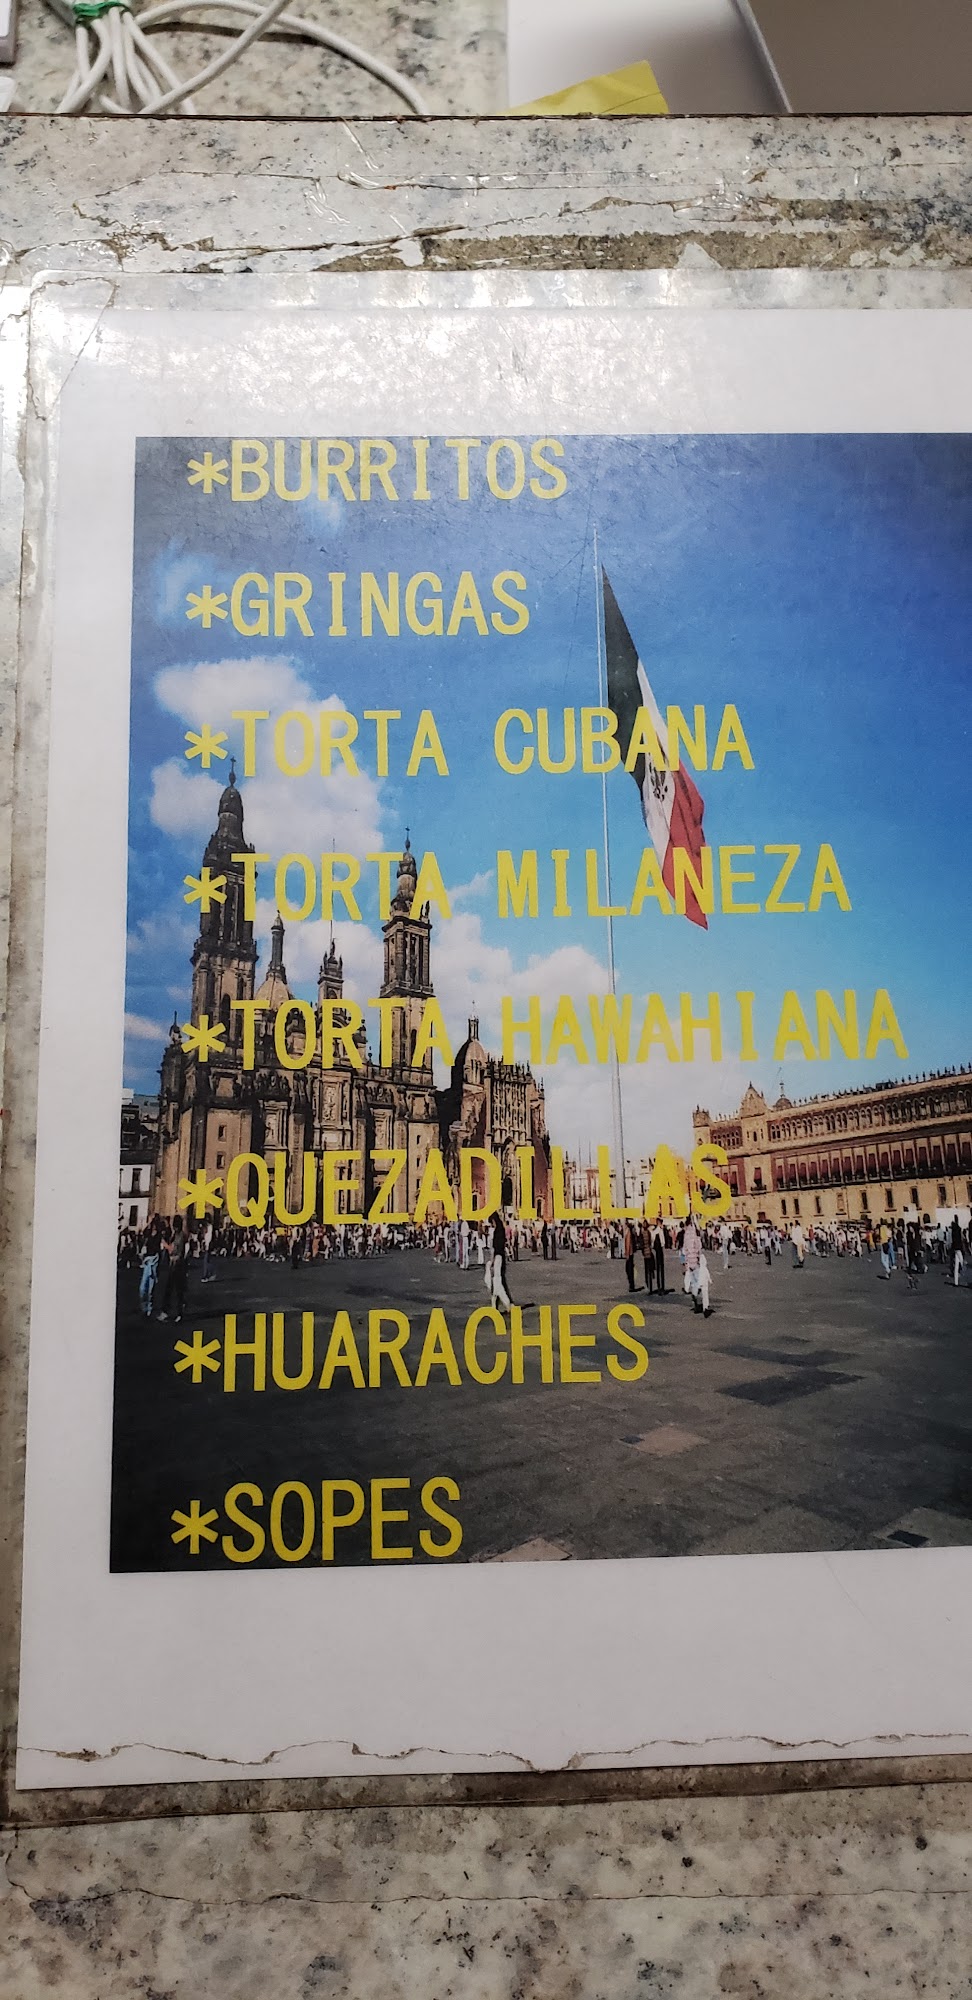 *BURRITOS
*GRINGAS
*TORTA CUBANA
*TORTA MILANEZA
*TORTA HAWAHIANA
*QUEZADILLAS
*HUARACHES
*SOPES